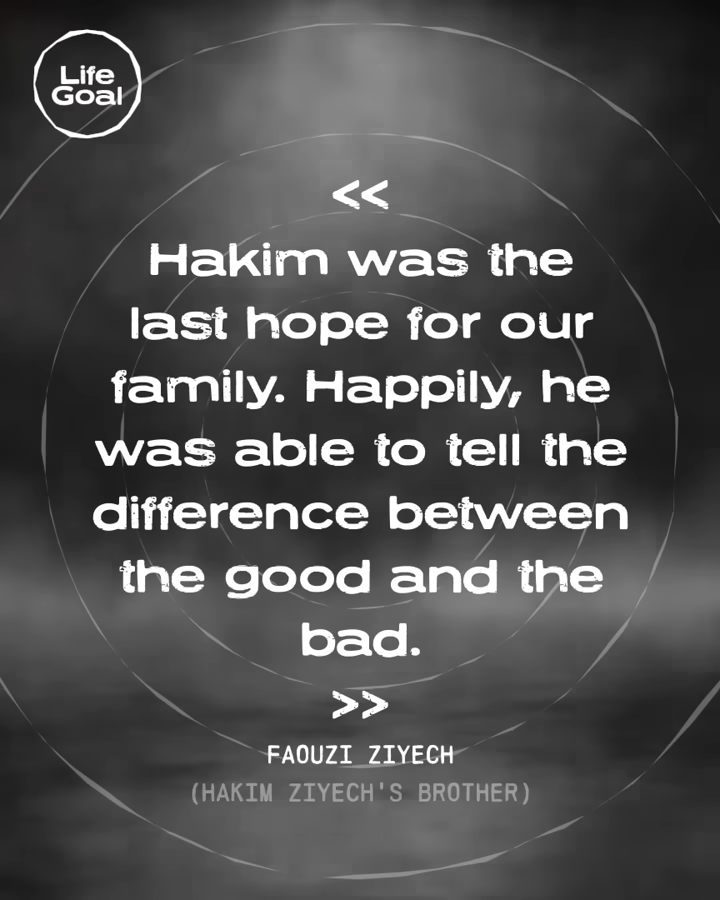 Life
Goal
<<
Hakim was the
last hope for our
family. Happily, he
was able to tell the
difference between
the good and the
bad.
>>
FAOUZI ZIYECH
(HAKIM ZIYECH'S BROTHER)